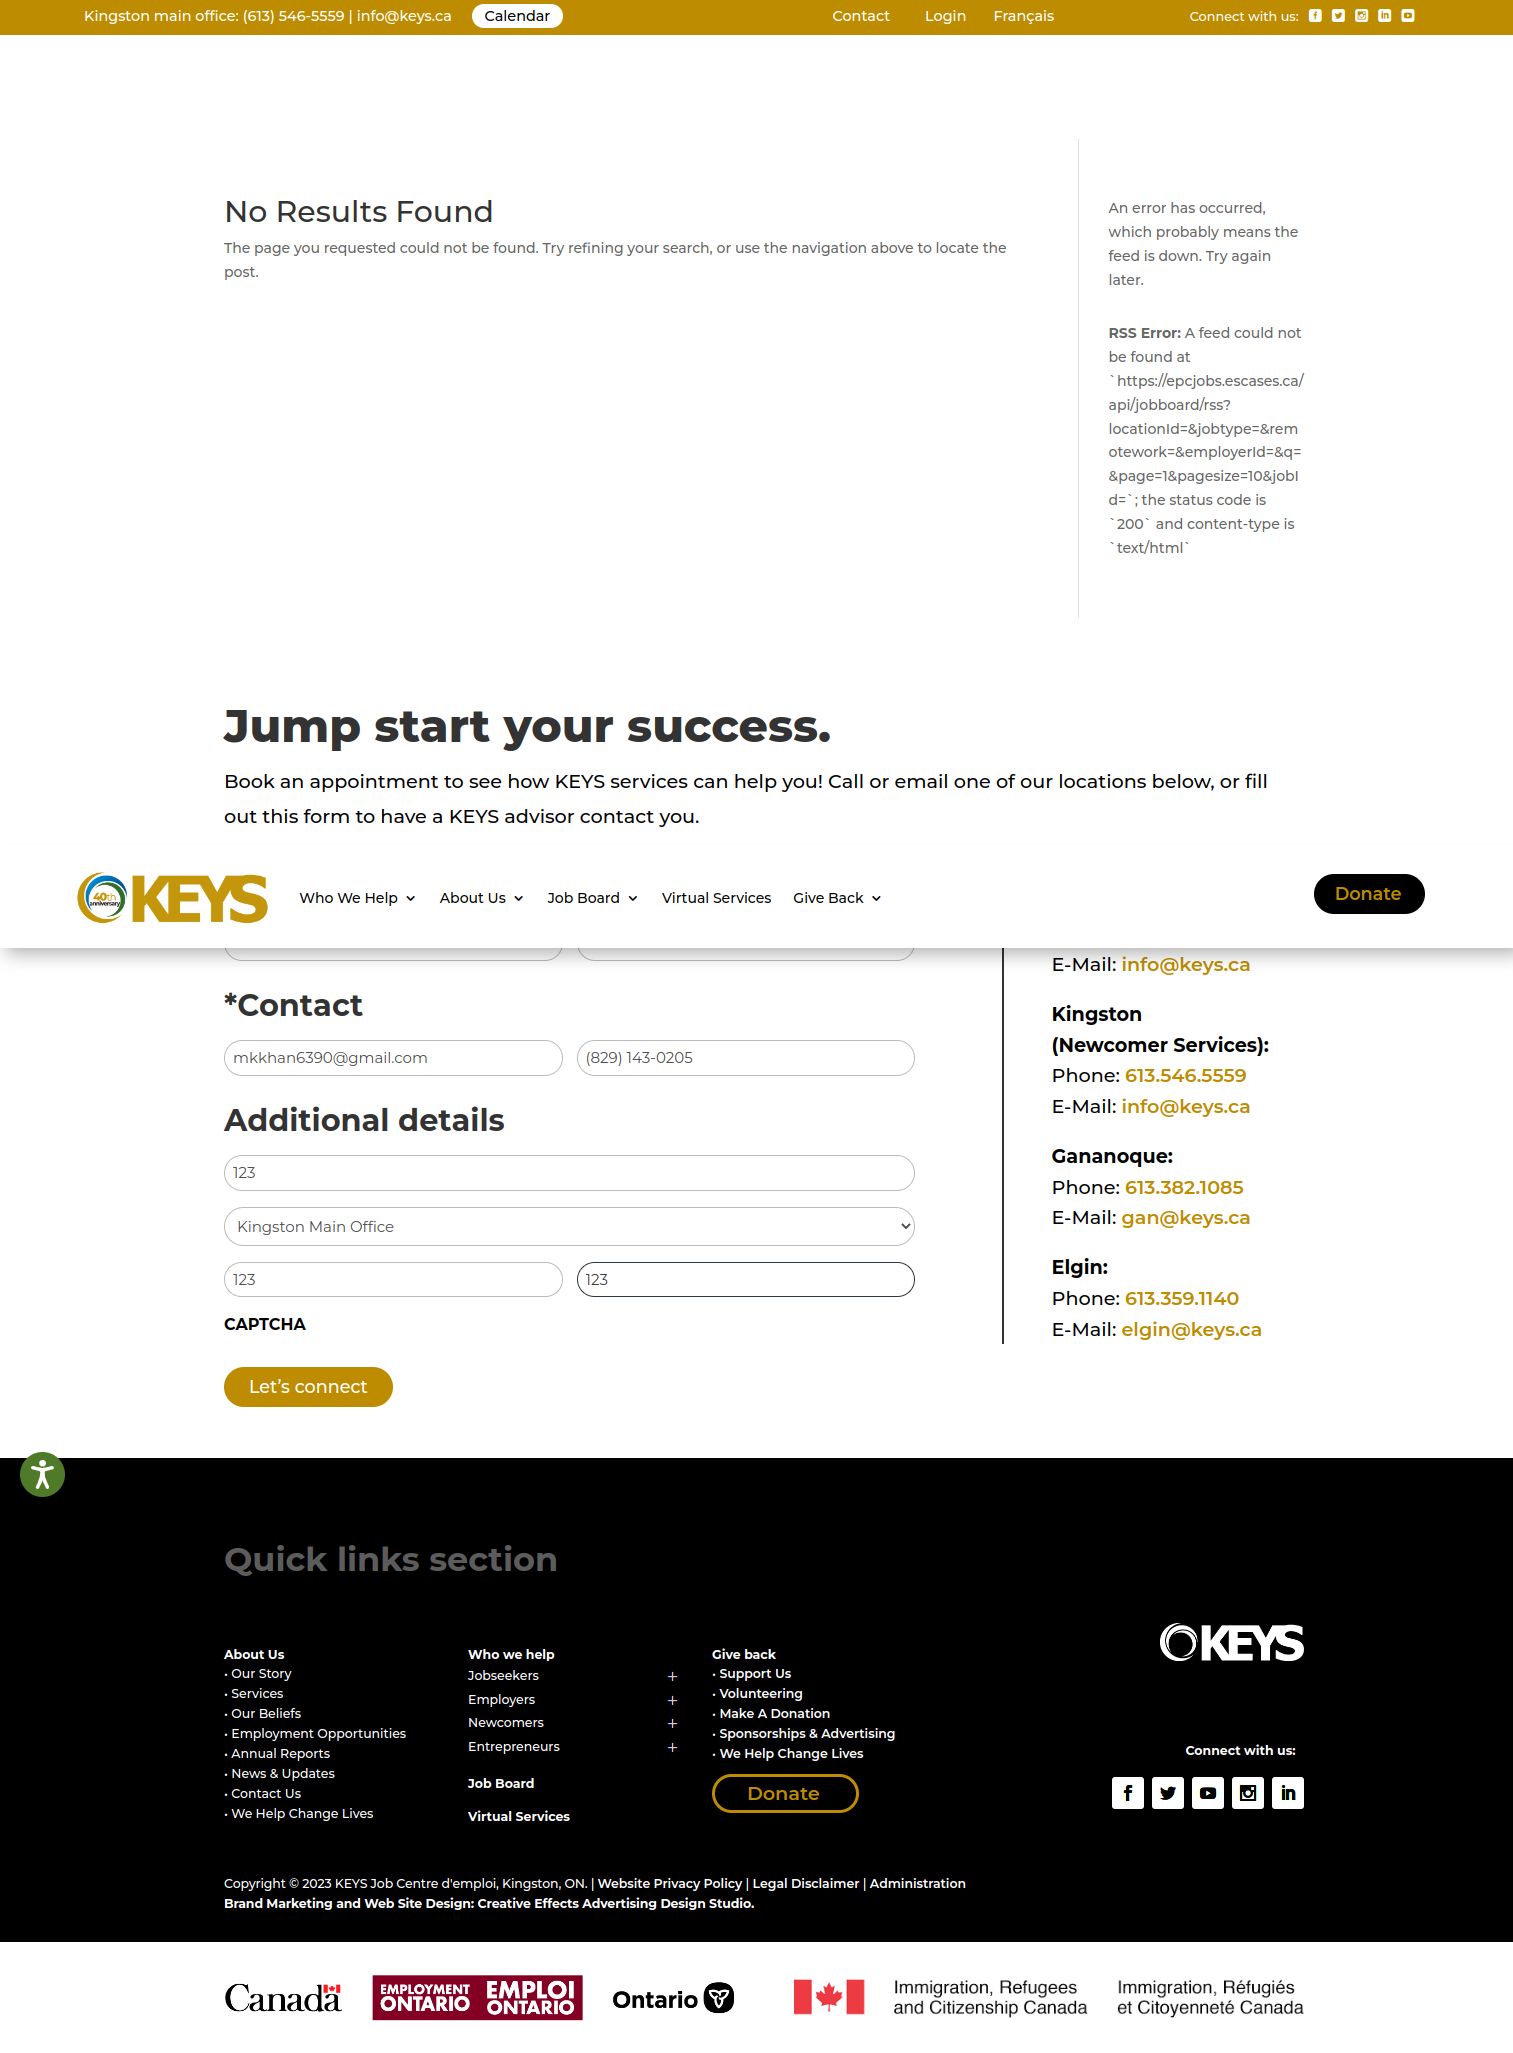 Kingston main office: (613) 546-5559 | info@keys.ca
Calendar
Contact
Login
Français
Connect with us:
No Results Found
The page you requested could not be found. Try refining your search, or use the navigation above to locate the
post.
An error has occurred,
which probably means the
feed is down. Try again
later.
RSS Error: A feed could not
be found at
`https://epcjobs.escases.ca/
api/jobboard/rss?
locationId=&jobtype=&rem
otework=&employerId=&q=
&page=1&pagesize=10&jobI
d=`; the status code is
`200` and content-type is
`text/html`
Jump start your success.
Book an appointment to see how KEYS services can help you! Call or email one of our locations below, or fill
out this form to have a KEYS advisor contact you.
40th
anniversary
KEYS
Who We Help
About Us
Job Board
Virtual Services
Give Back
Donate
*Contact
mkkhan6390@gmail.com
(829) 143-0205
Additional details
123
Kingston Main Office
123
123
CAPTCHA
Let's connect
E-Mail: info@keys.ca
Kingston
(Newcomer Services):
Phone: 613.546.5559
E-Mail: info@keys.ca
Gananoque:
Phone: 613.382.1085
E-Mail: gan@keys.ca
Elgin:
Phone: 613.359.1140
E-Mail: elgin@keys.ca
Quick links section
About Us
• Our Story
• Services
• Our Beliefs
• Employment Opportunities
• Annual Reports
• News & Updates
• Contact Us
• We Help Change Lives
Who we help
Jobseekers +
Employers +
Newcomers +
Entrepreneurs +
Job Board
Virtual Services
Give back
• Support Us
• Volunteering
• Make A Donation
• Sponsorships & Advertising
• We Help Change Lives
Donate
KEYS
Connect with us:
Copyright © 2023 KEYS Job Centre d'emploi, Kingston, ON. | Website Privacy Policy | Legal Disclaimer | Administration
Brand Marketing and Web Site Design: Creative Effects Advertising Design Studio.
Canada
EMPLOYMENT
ONTARIO
EMPLOI
ONTARIO
Ontario
Immigration, Refugees
and Citizenship Canada
Immigration, Réfugiés
et Citoyenneté Canada